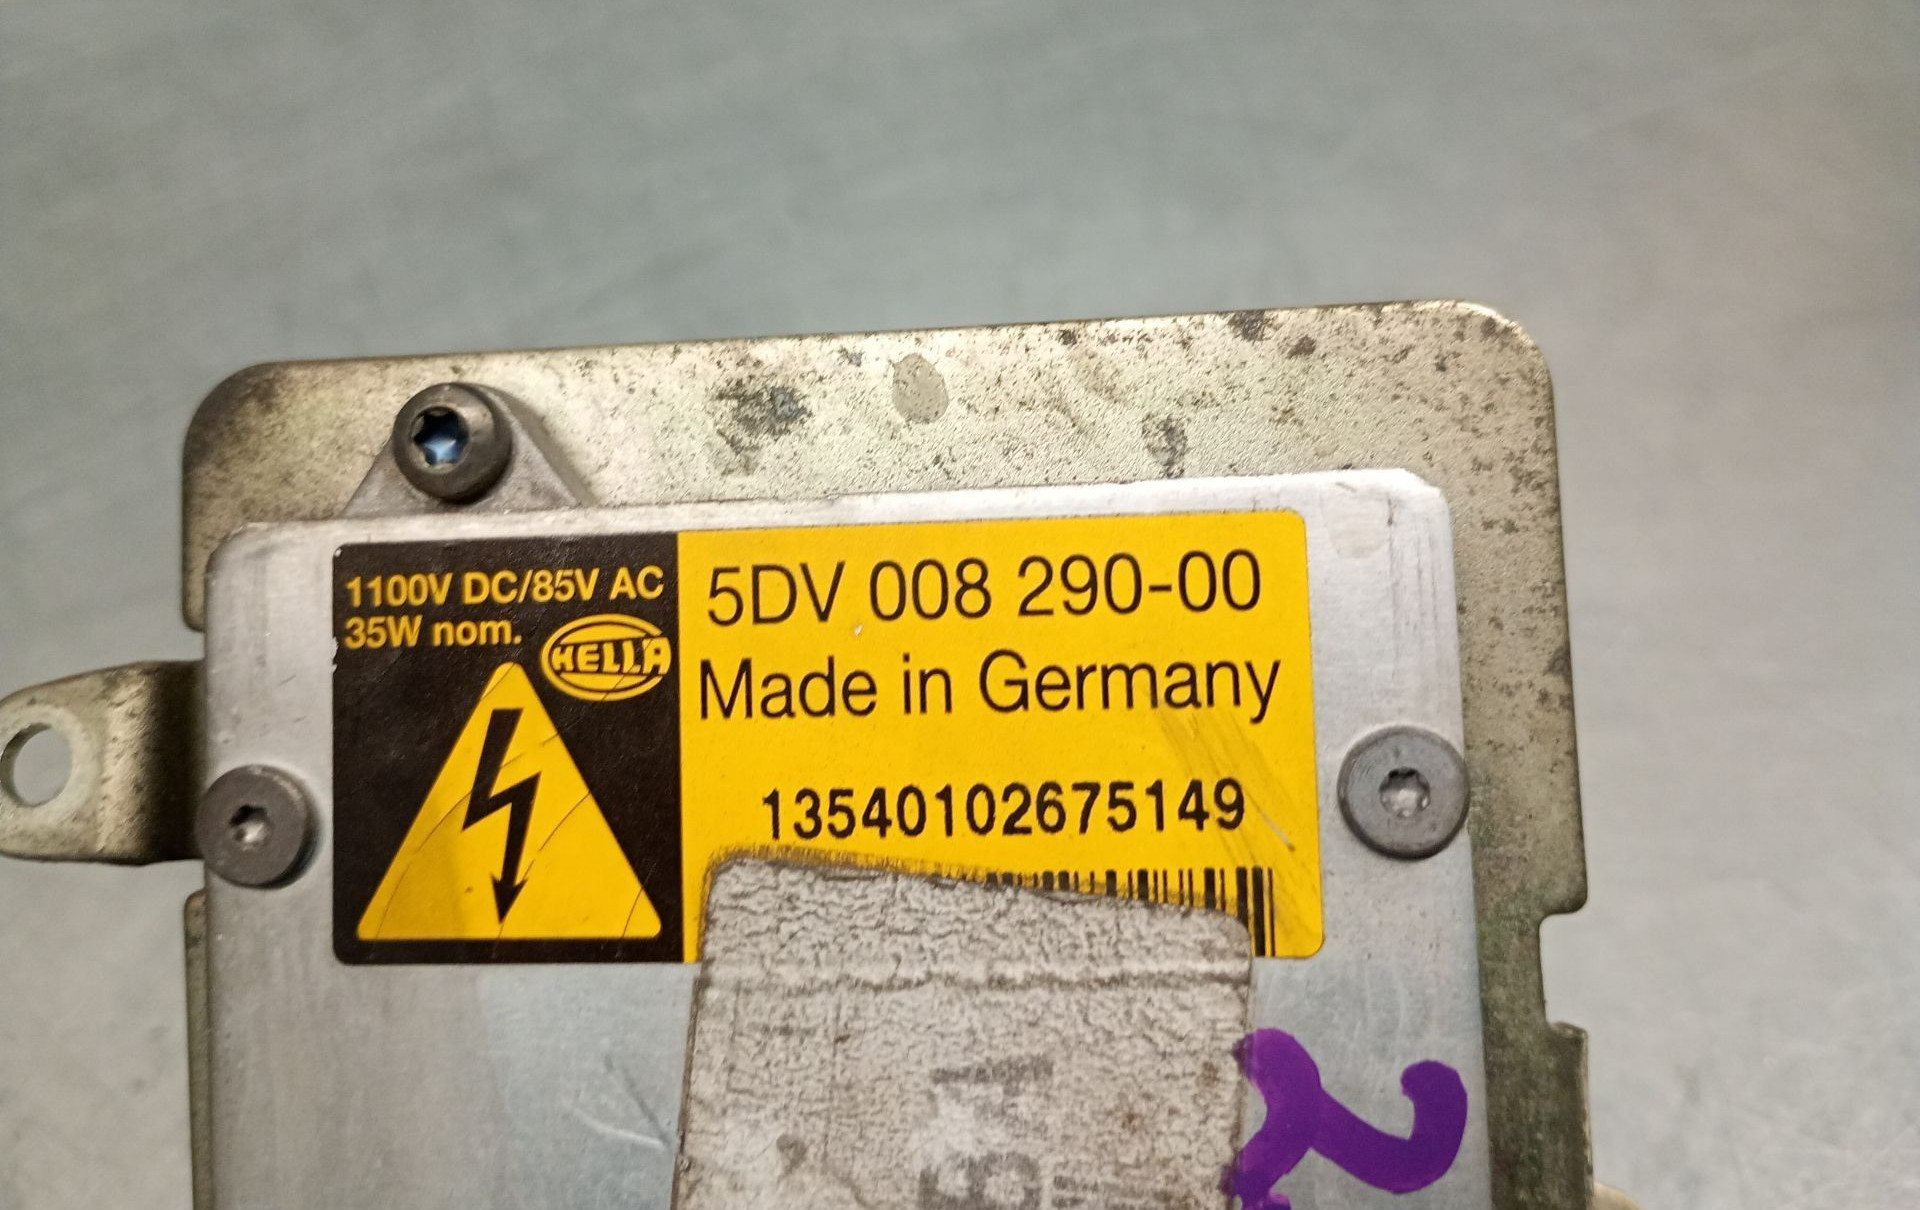 1100V DC/85V AC
35W nom.
HELLA
5DV 008 290-00
Made in Germany
13540102675149